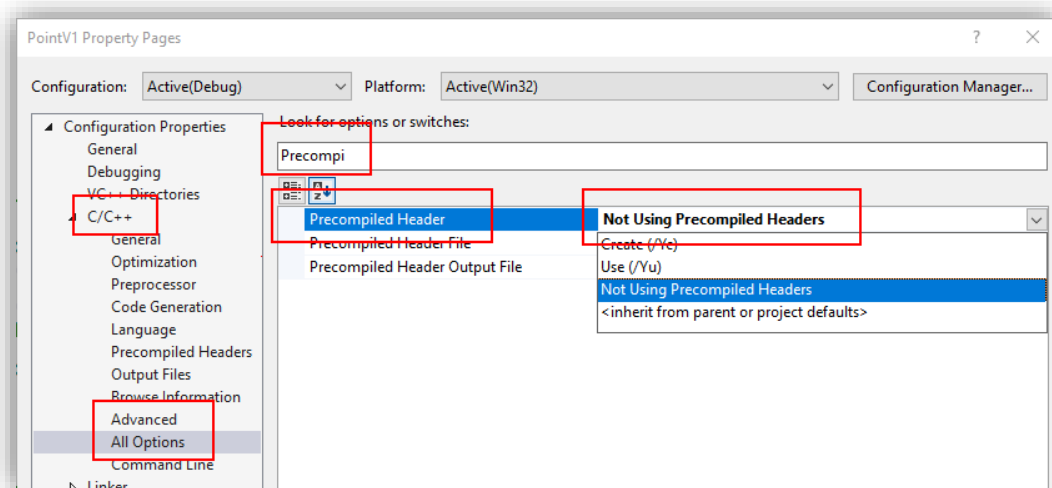 PointV1 Property Pages ?
Configuration: Active(Debug) Platform: Active(Win32) Configuration Manager...
Configuration Properties
General
Debugging
VC++ Directories
C/C++
General
Optimization
Preprocessor
Code Generation
Language
Precompiled Headers
Output Files
Browse Information
Advanced
All Options
Command Line
Linker
Look for options or switches:
Precompi
Precompiled Header Not Using Precompiled Headers
Precompiled Header File
Precompiled Header Output File
Create (/Yc)
Use (/Yu)
Not Using Precompiled Headers
<inherit from parent or project defaults>